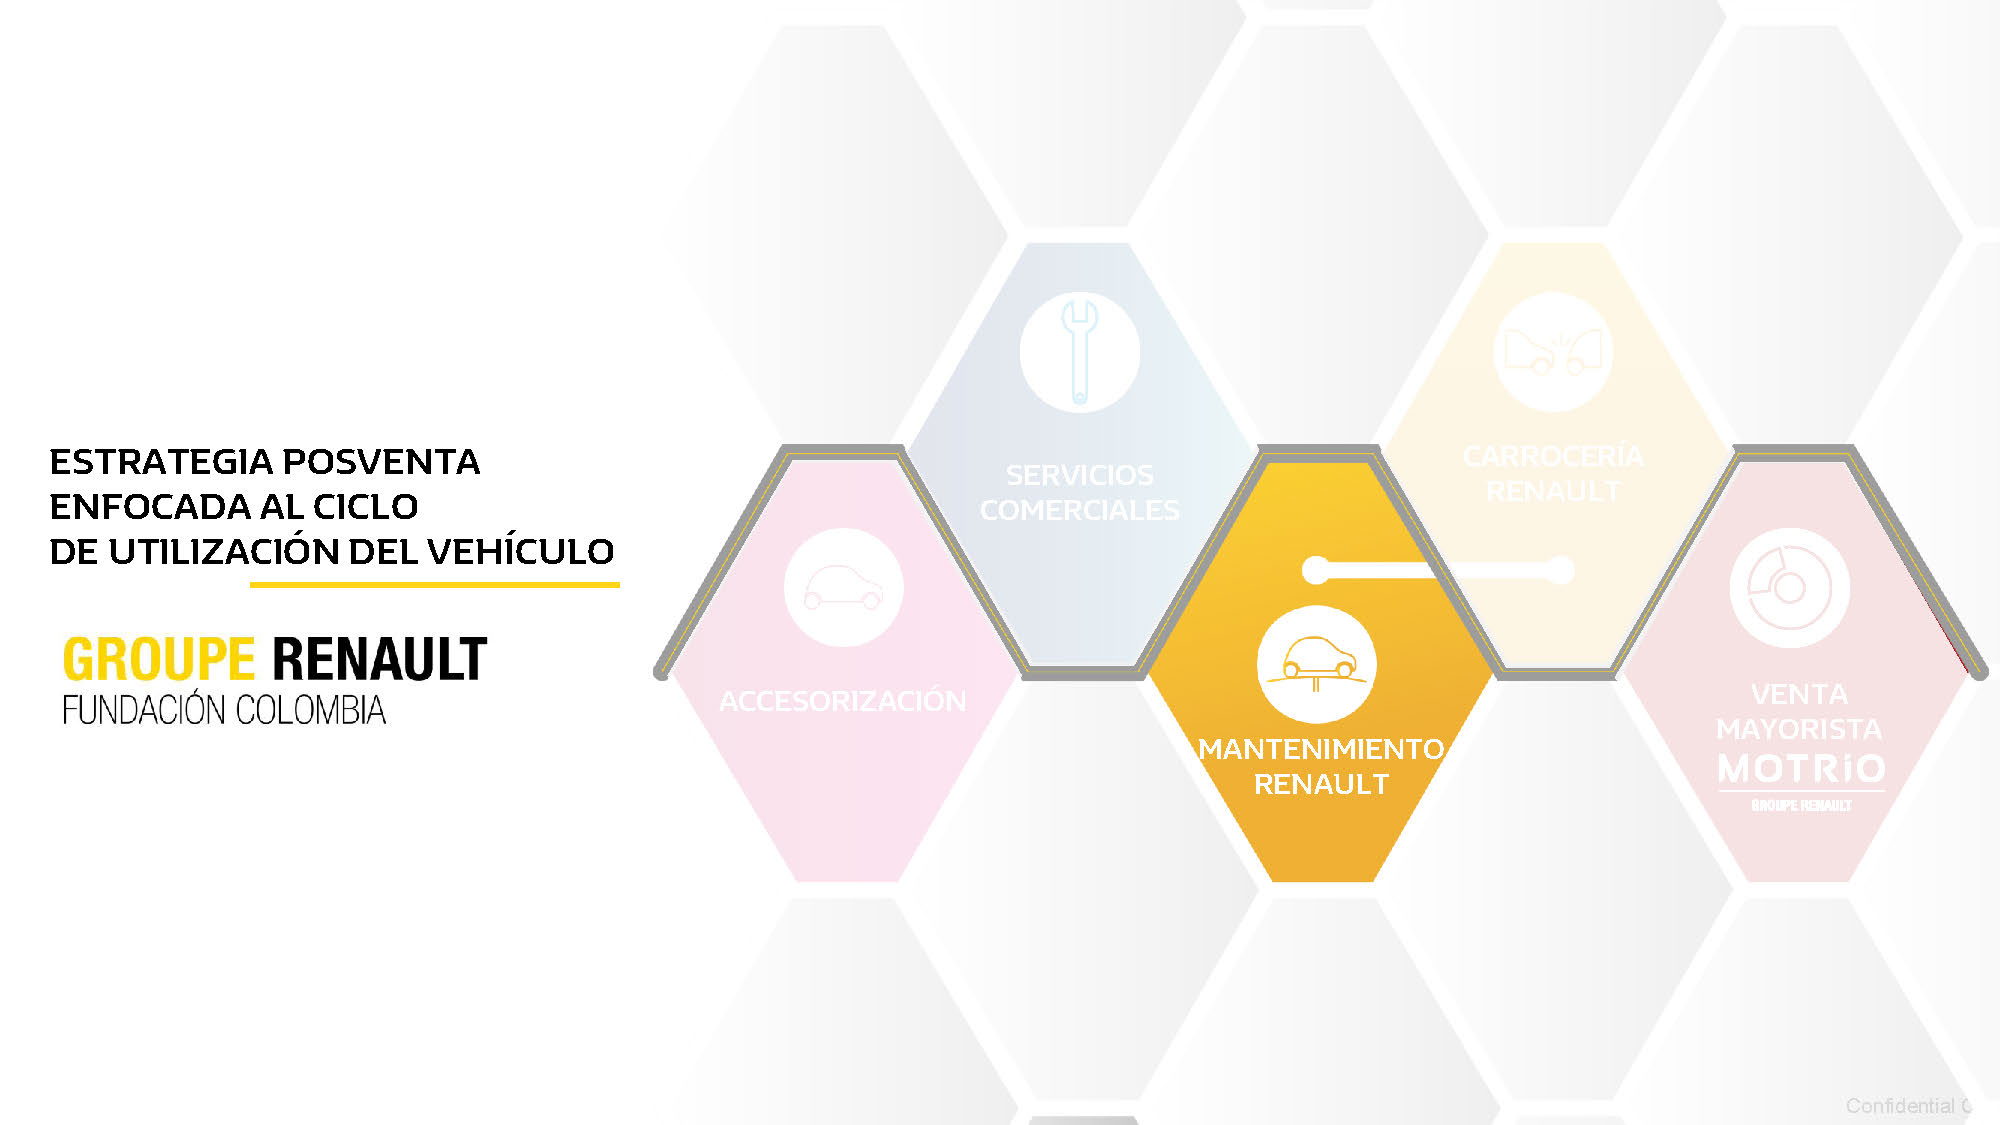 ESTRATEGIA POSVENTA
ENFOCADA AL CICLO
DE UTILIZACIÓN DEL VEHÍCULO
GROUPE RENAULT
FUNDACIÓN COLOMBIA
ACCESORIZACIÓN
SERVICIOS
COMERCIALES
MANTENIMIENTO
RENAULT
CARROCERÍA
RENAULT
VENTA
MAYORISTA
MOTRiO
GROUPE RENAULT
Confidential C